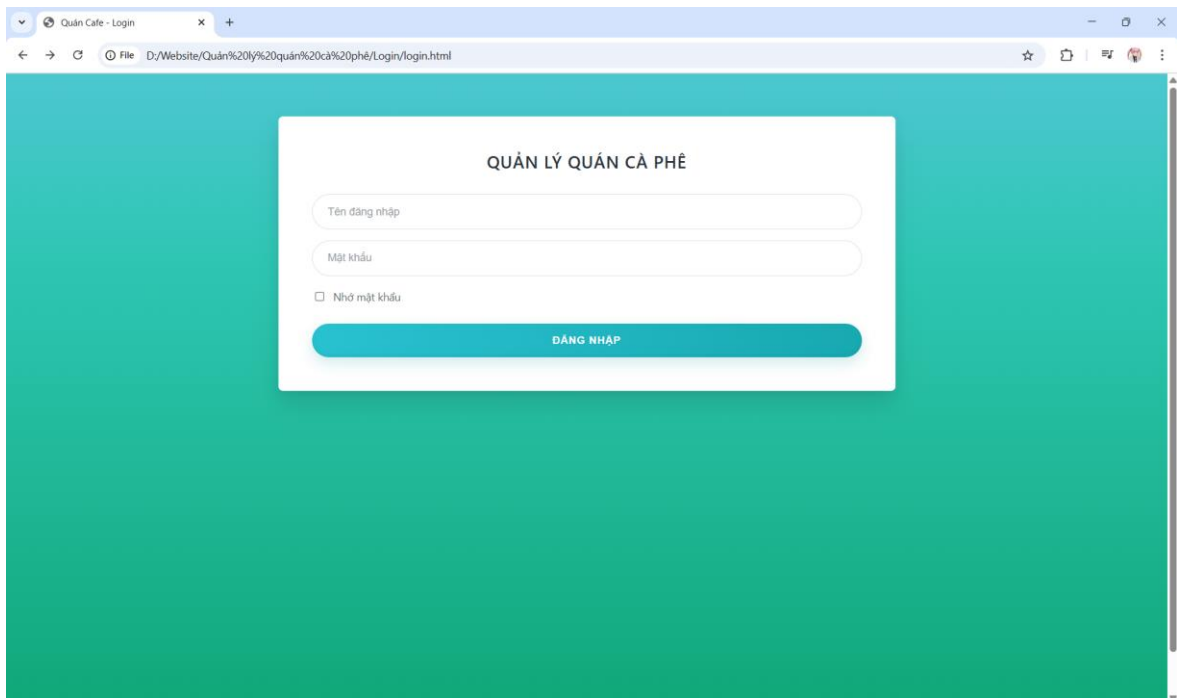 Quán Cafe - Login
File D:/Website/Quản%20lý%20quán%20cà%20phê/Login/login.html
QUẢN LÝ QUÁN CÀ PHÊ
Tên đăng nhập
Mật khẩu
Nhớ mật khẩu
ĐĂNG NHẬP